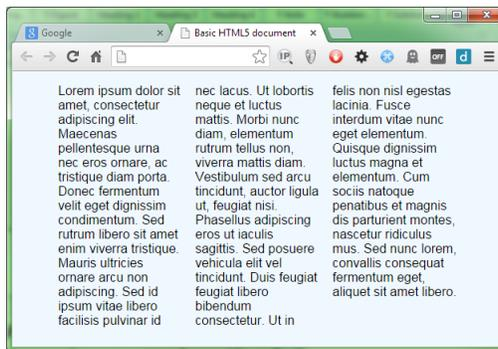 Google
Basic HTML5 document
IP
OFF
d
Lorem ipsum dolor sit
amet, consectetur
adipiscing elit.
Maecenas
pellentesque urna
nec eros ornare, ac
tristique diam porta.
Donec fermentum
velit eget dignissim
condimentum. Sed
rutrum libero sit amet
enim viverra tristique.
Mauris ultricies
ornare arcu non
adipiscing. Sed id
ipsum vitae libero
facilisis pulvinar id
nec lacus. Ut lobortis
neque et luctus
mattis. Morbi nunc
diam, elementum
rutrum tellus non,
viverra mattis diam.
Vestibulum sed arcu
tincidunt, auctor ligula
ut, feugiat nisi.
Phasellus adipiscing
eros ut iaculis
sagittis. Sed posuere
vehicula elit vel
tincidunt. Duis feugiat
feugiat libero
bibendum
consectetur. Ut in
felis non nisl egestas
lacinia. Fusce
interdum vitae nunc
eget elementum.
Quisque dignissim
luctus magna et
elementum. Cum
sociis natoque
penatibus et magnis
dis parturient montes,
nascetur ridiculus
mus. Sed nunc lorem,
convallis consequat
fermentum eget,
aliquet sit amet libero.